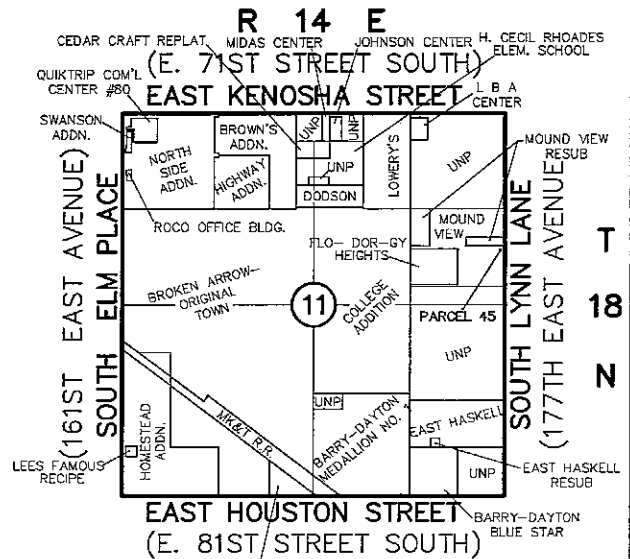 R 14 E
CEDAR CRAFT REPLAT
MIDAS CENTER
JOHNSON CENTER
H. CECIL RHOADES
ELEM. SCHOOL
(E. 71ST STREET SOUTH)
QUIKTRIP COM'L
CENTER #80
EAST KENOSHA STREET
L B A
CENTER
SWANSON
ADDN.
MOUND VIEW
RESUB
BROWN'S
ADDN.
UNP
UNP
LOWERY'S
UNP
NORTH
SIDE
ADDN.
HIGHWAY
ADDN.
UNP
DODSON
ROCO OFFICE BLDG.
MOUND
VIEW
FLO- DOR-GY
HEIGHTS
T
18
N
(161ST EAST AVENUE)
SOUTH ELM PLACE
BROKEN ARROW-
ORIGINAL
TOWN
11
COLLEGE
ADDITION
PARCEL 45
SOUTH LYNN LANE
(177TH EAST AVENUE)
UNP
MK&T R.R.
UNP
BARRY-DAYTON
MEDALLION NO. 1
EAST HASKELL
HOMESTEAD
ADDN.
LEES FAMOUS
RECIPE
UNP
EAST HASKELL
RESUB
EAST HOUSTON STREET
BARRY-DAYTON
BLUE STAR
(E. 81ST STREET SOUTH)